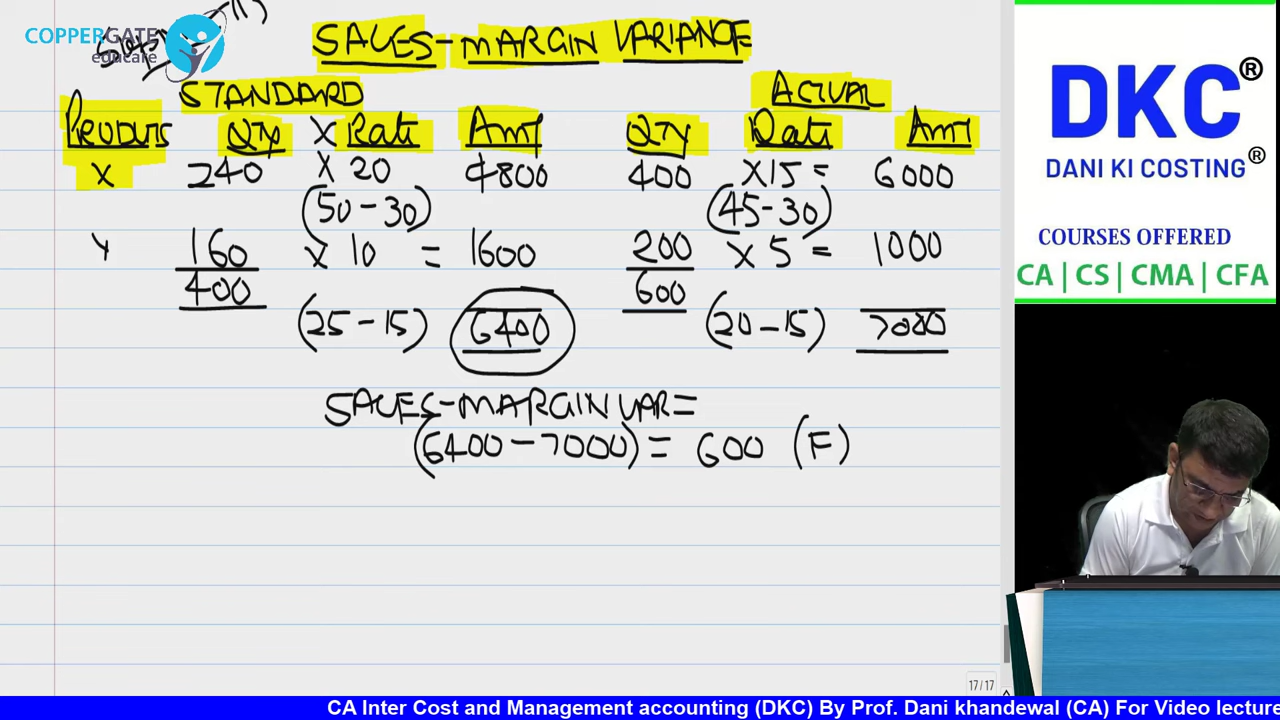 COPPERGATE
educate
SALES-MARGIN VARIANCE
STANDARD ACTUAL
PRODUCTS QTY X Rate Amt QTY Rate Amt
X 240 X 20 4800 400 X15 = 6000
(50-30) (45-30)
Y 160 X 10 = 1600 200 X 5 = 1000
400 600
(25-15) 6400 (20-15) 7000
SALES-MARGIN VAR =
(6400-7000) = 600 (F)
17/17
DKC®
DANI KI COSTING®
COURSES OFFERED
CA | CS | CMA | CFA
CA Inter Cost and Management accounting (DKC) By Prof. Dani khandewal (CA) For Video lecture